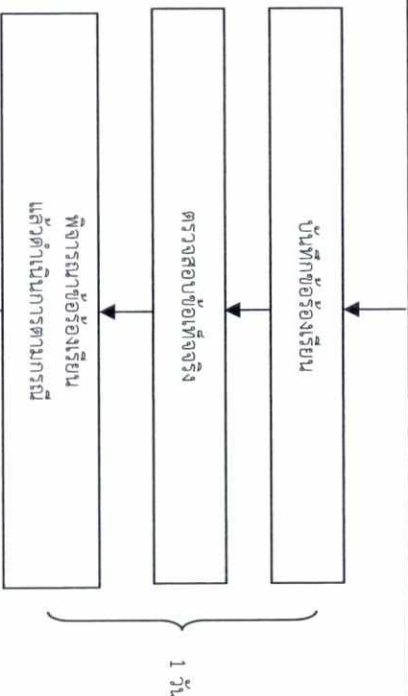 บันทึกข้อร้องเรียน
ตรวจสอบข้อเท็จจริง
พิจารณาข้อร้องเรียน
แล้วดำเนินการตามกรณี
1 วัน